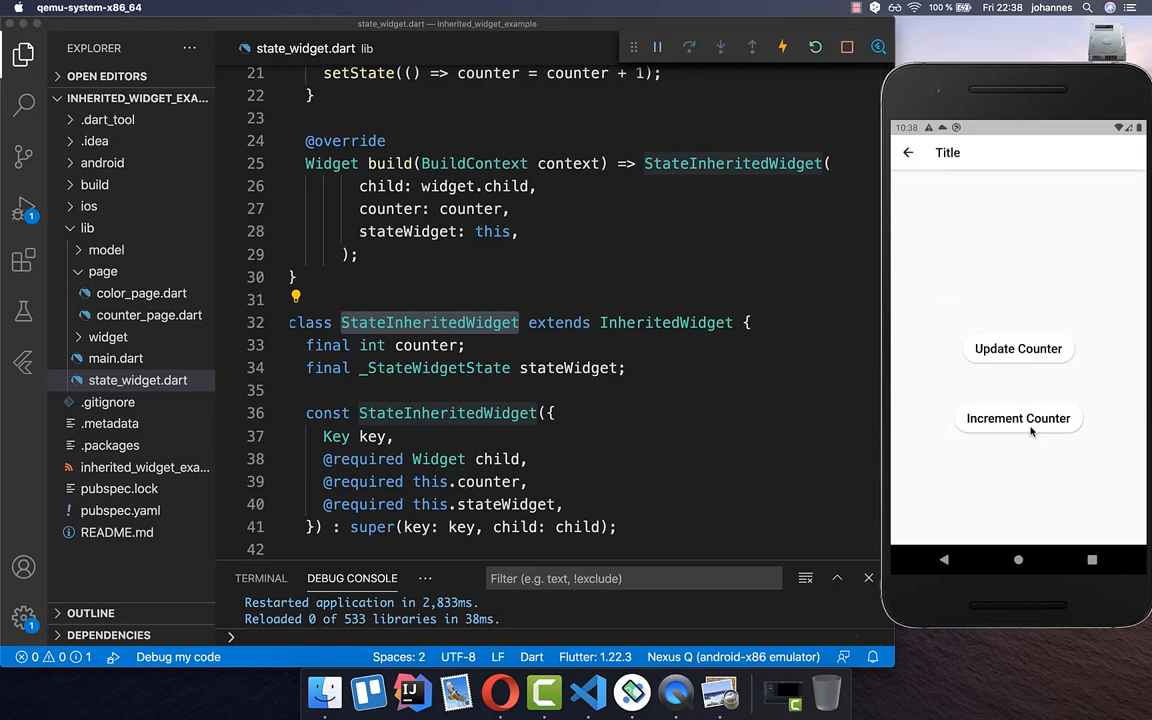 qemu-system-x86_64
100 %
Fri 22:38
johannes
state_widget.dart — inherited_widget_example
EXPLORER
OPEN EDITORS
INHERITED_WIDGET_EXA...
.dart_tool
.idea
android
build
ios
lib
model
page
color_page.dart
counter_page.dart
widget
main.dart
state_widget.dart
.gitignore
.metadata
.packages
inherited_widget_exa...
pubspec.lock
pubspec.yaml
README.md
OUTLINE
DEPENDENCIES
1
1
state_widget.dart lib
21 setState(() => counter = counter + 1);
22 }
23
24 @override
25 Widget build(BuildContext context) => StateInheritedWidget(
26 child: widget.child,
27 counter: counter,
28 stateWidget: this,
29 );
30 }
31
32 class StateInheritedWidget extends InheritedWidget {
33 final int counter;
34 final _StateWidgetState stateWidget;
35
36 const StateInheritedWidget({
37 Key key,
38 @required Widget child,
39 @required this.counter,
40 @required this.stateWidget,
41 }) : super(key: key, child: child);
42
TERMINAL
DEBUG CONSOLE
Filter (e.g. text, !exclude)
Restarted application in 2,833ms.
Reloaded 0 of 533 libraries in 38ms.
0 0 1
Debug my code
Spaces: 2
UTF-8
LF
Dart
Flutter: 1.22.3
Nexus Q (android-x86 emulator)
10:38
Title
Update Counter
Increment Counter
IJ
C